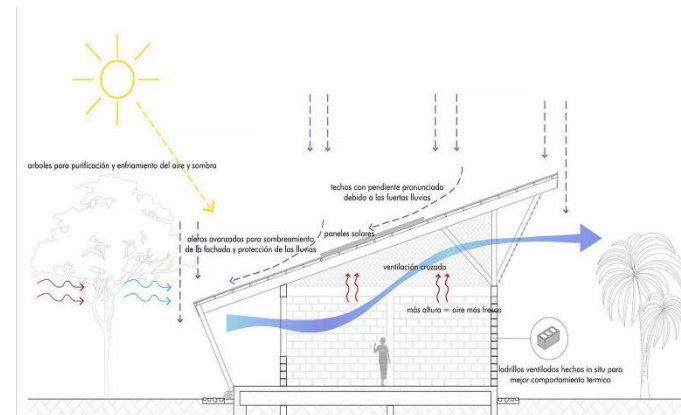 arboles para purificación y enfriamiento del aire y sombra
techos con pendiente pronunciada
debido a las fuertas lluvias
paneles solares
aleros avanzados para sombreamiento,
de la fachada y protección de las lluvias
ventilación cruzada
más altura = aire más fresco
ladrillos ventilados hechos in situ para
mejor comportamiento termico